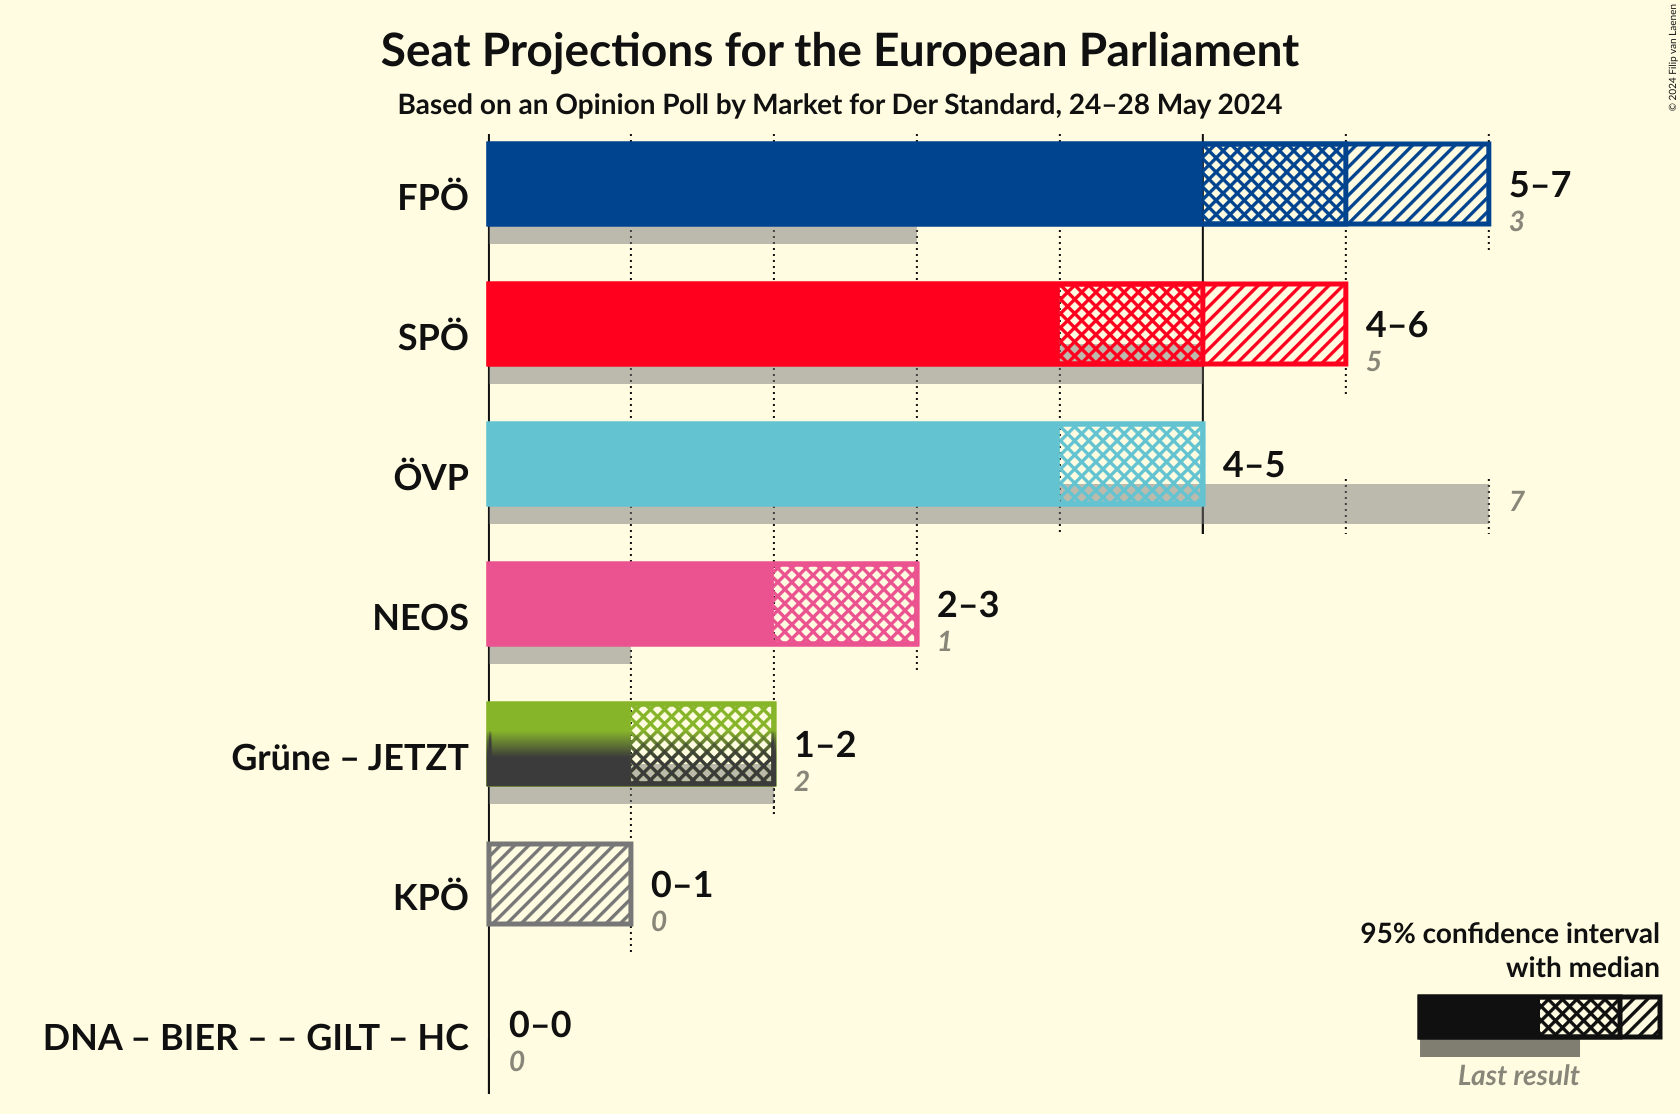 Seat Projections for the European Parliament
Based on an Opinion Poll by Market for Der Standard, 24–28 May 2024
© 2024 Filip van Laenen
FPÖ
5–7
3
SPÖ
4–6
5
ÖVP
4–5
7
NEOS
2–3
1
Grüne – JETZT
1–2
2
KPÖ
0–1
0
DNA – BIER – – GILT – HC
0–0
0
95% confidence interval
with median
Last result